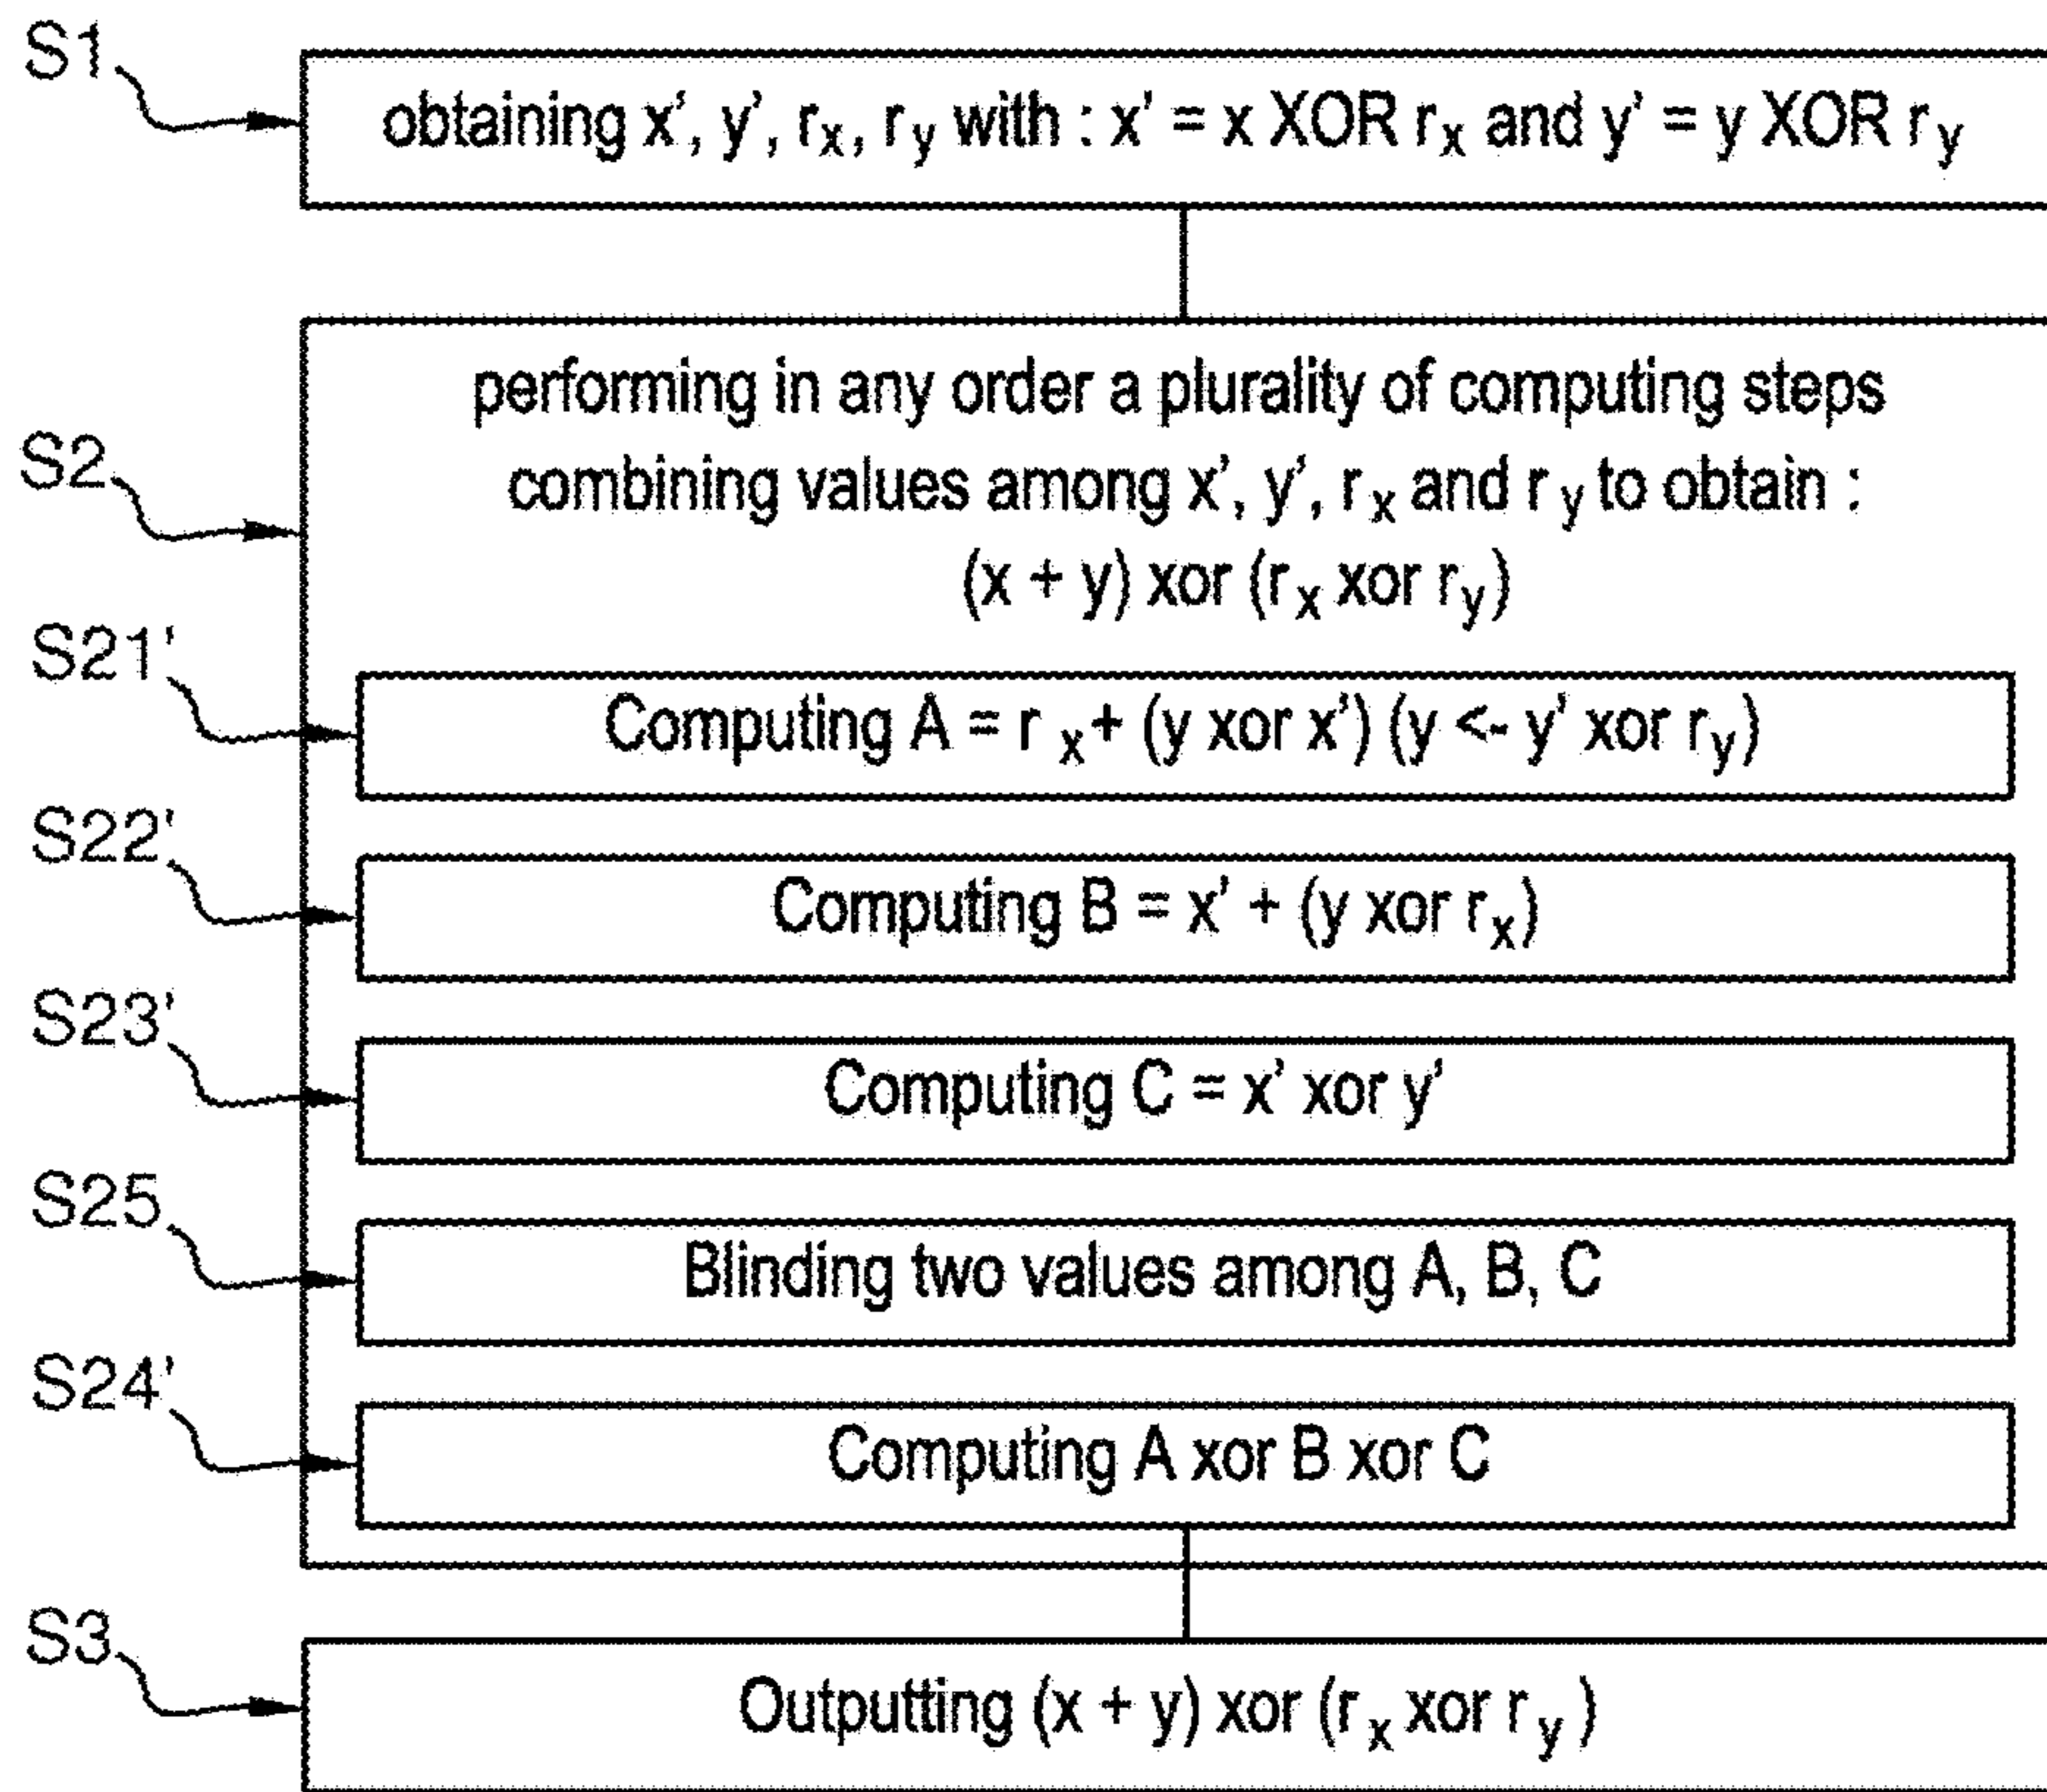 S1
obtaining x', y', rx, ry with : x' = x XOR rx and y' = y XOR ry
S2
performing in any order a plurality of computing steps
combining values among x', y', rx and ry to obtain :
(x + y) xor (rx xor ry)
S21'
Computing A = rx + (y xor x') (y <- y' xor ry)
S22'
Computing B = x' + (y xor rx)
S23'
Computing C = x' xor y'
S25
Blinding two values among A, B, C
S24'
Computing A xor B xor C
S3
Outputting (x + y) xor (rx xor ry )